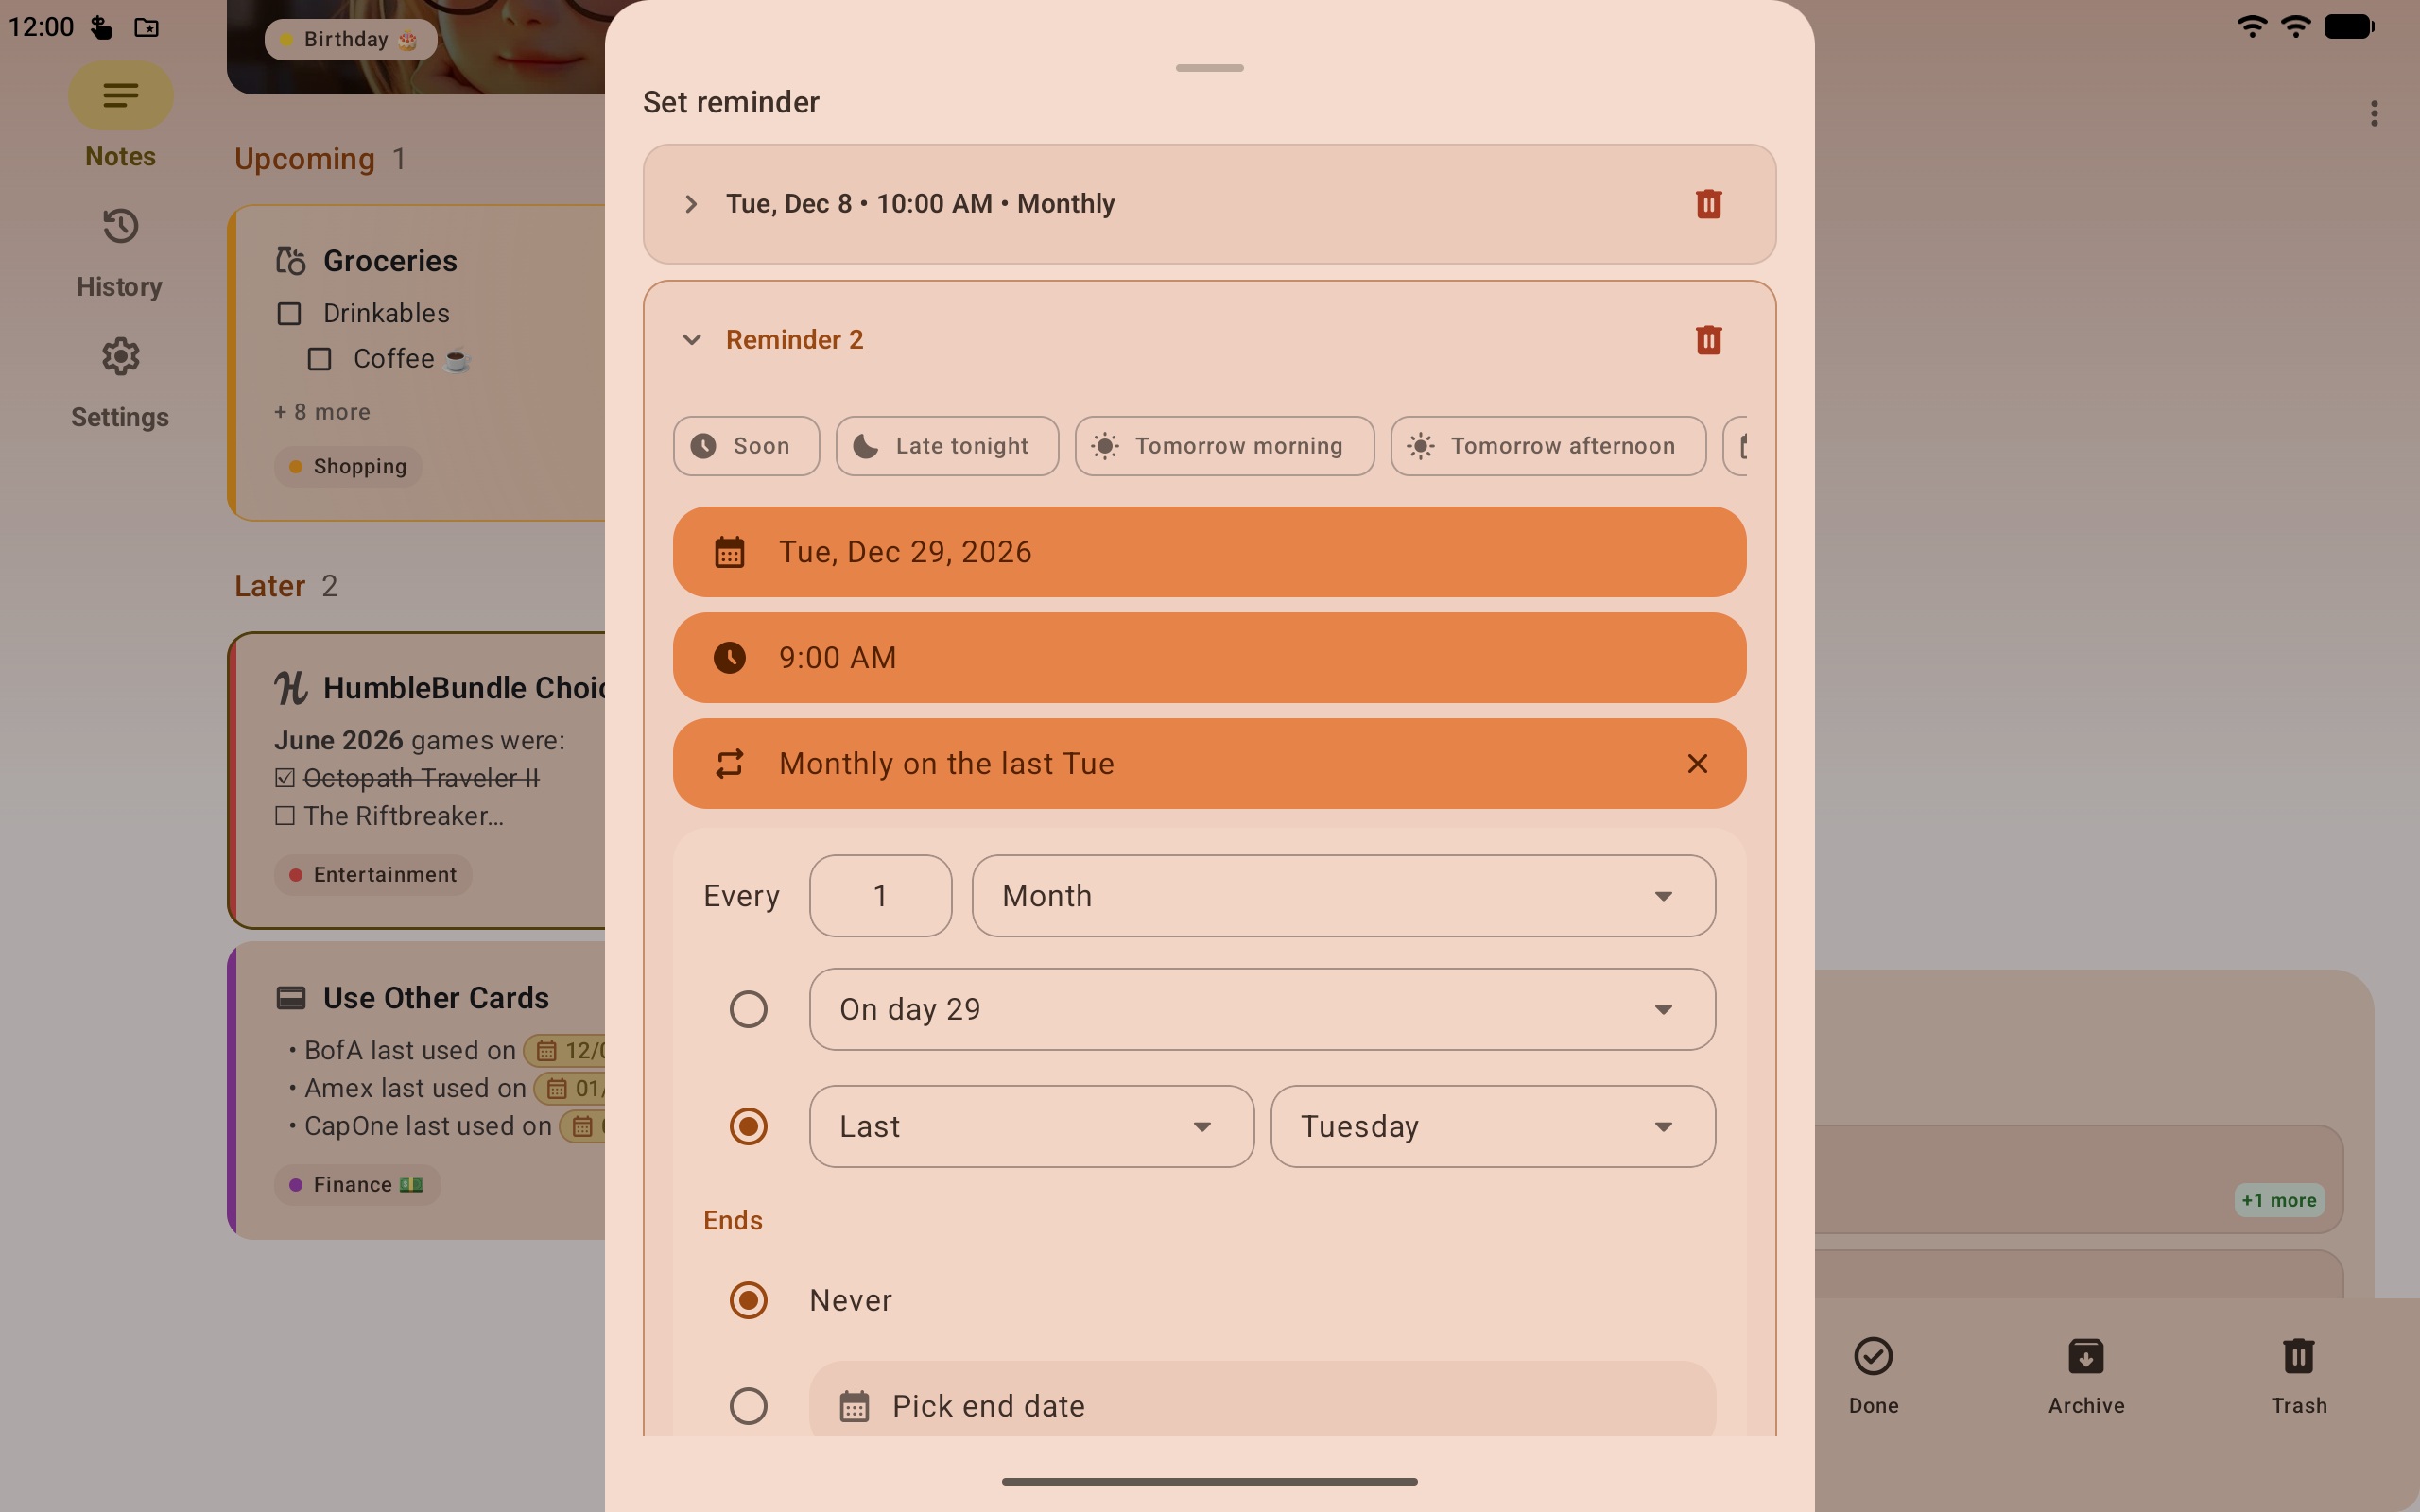 12:00
Birthday 🎂
Notes
History
Settings
Upcoming 1
Groceries
☐ Drinkables
☐ Coffee ☕
+ 8 more
Shopping
Later 2
HumbleBundle
June 2026 games were:
☑ Octopath Traveler II
☐ The Riftbreaker…
Entertainment
Use Other Cards
• BofA last used on
• Amex last used on
• CapOne last used on
Finance 💵
Set reminder
Tue, Dec 8 • 10:00 AM • Monthly
Reminder 2
Soon
Late tonight
Tomorrow morning
Tomorrow afternoon
Tue, Dec 29, 2026
9:00 AM
Monthly on the last Tue
Every 1 Month
On day 29
Last Tuesday
Ends
Never
Pick end date
+1 more
Done
Archive
Trash